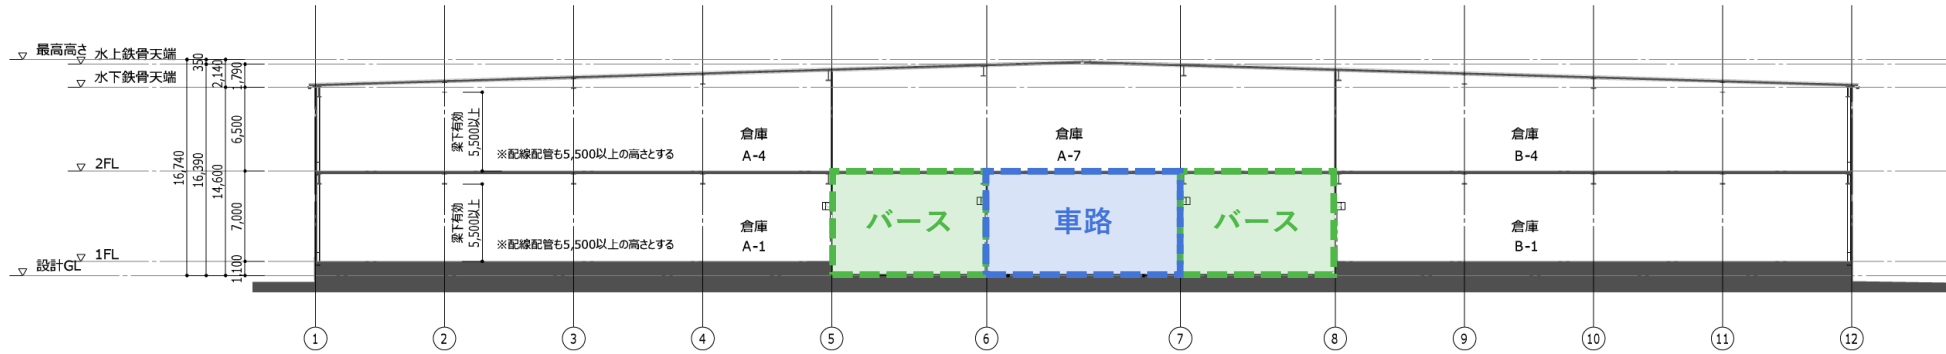 最高高さ
水上鉄骨天端
水下鉄骨天端
2FL
1FL
設計GL
16,740
350
16,390
2,140
14,600
1,790
6,500
7,000
1,100
梁下有効
5,500以上
※配線配管も5,500以上の高さとする
倉庫
A-4
倉庫
A-7
倉庫
B-4
梁下有効
5,500以上
※配線配管も5,500以上の高さとする
倉庫
A-1
バース
車路
バース
倉庫
B-1
1
2
3
4
5
6
7
8
9
10
11
12